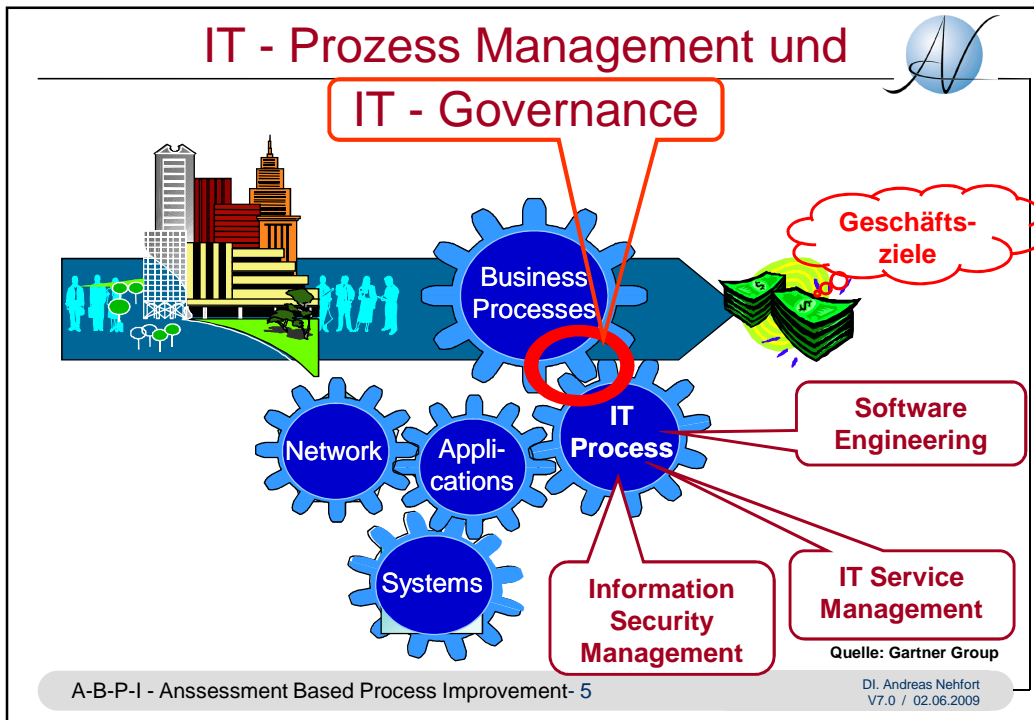 IT - Prozess Management und
IT - Governance
Geschäfts-
ziele
Business
Processes
IT
Process
Software
Engineering
Network
Appli-
cations
Systems
Information
Security
Management
IT Service
Management
Quelle: Gartner Group
A-B-P-I - Anssessment Based Process Improvement- 5
DI. Andreas Nehfort
V7.0 / 02.06.2009